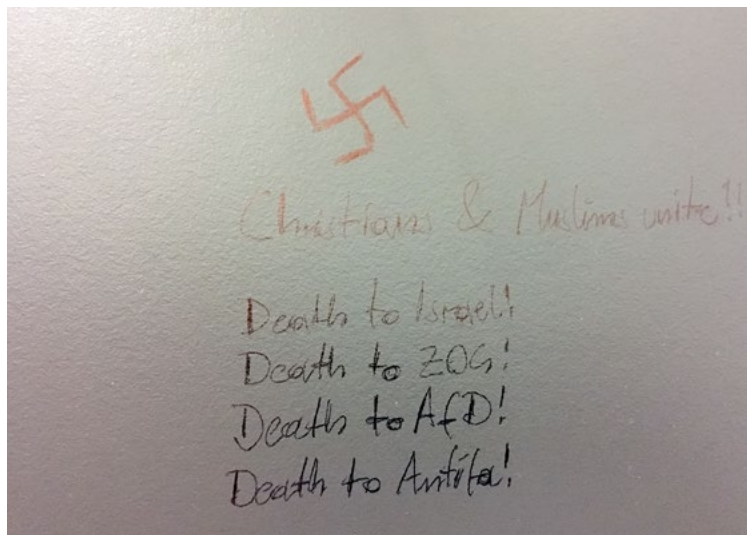 Christians & Muslims unite!!
Death to Israel!
Death to ZOG!
Death to AfD!
Death to Antifa!